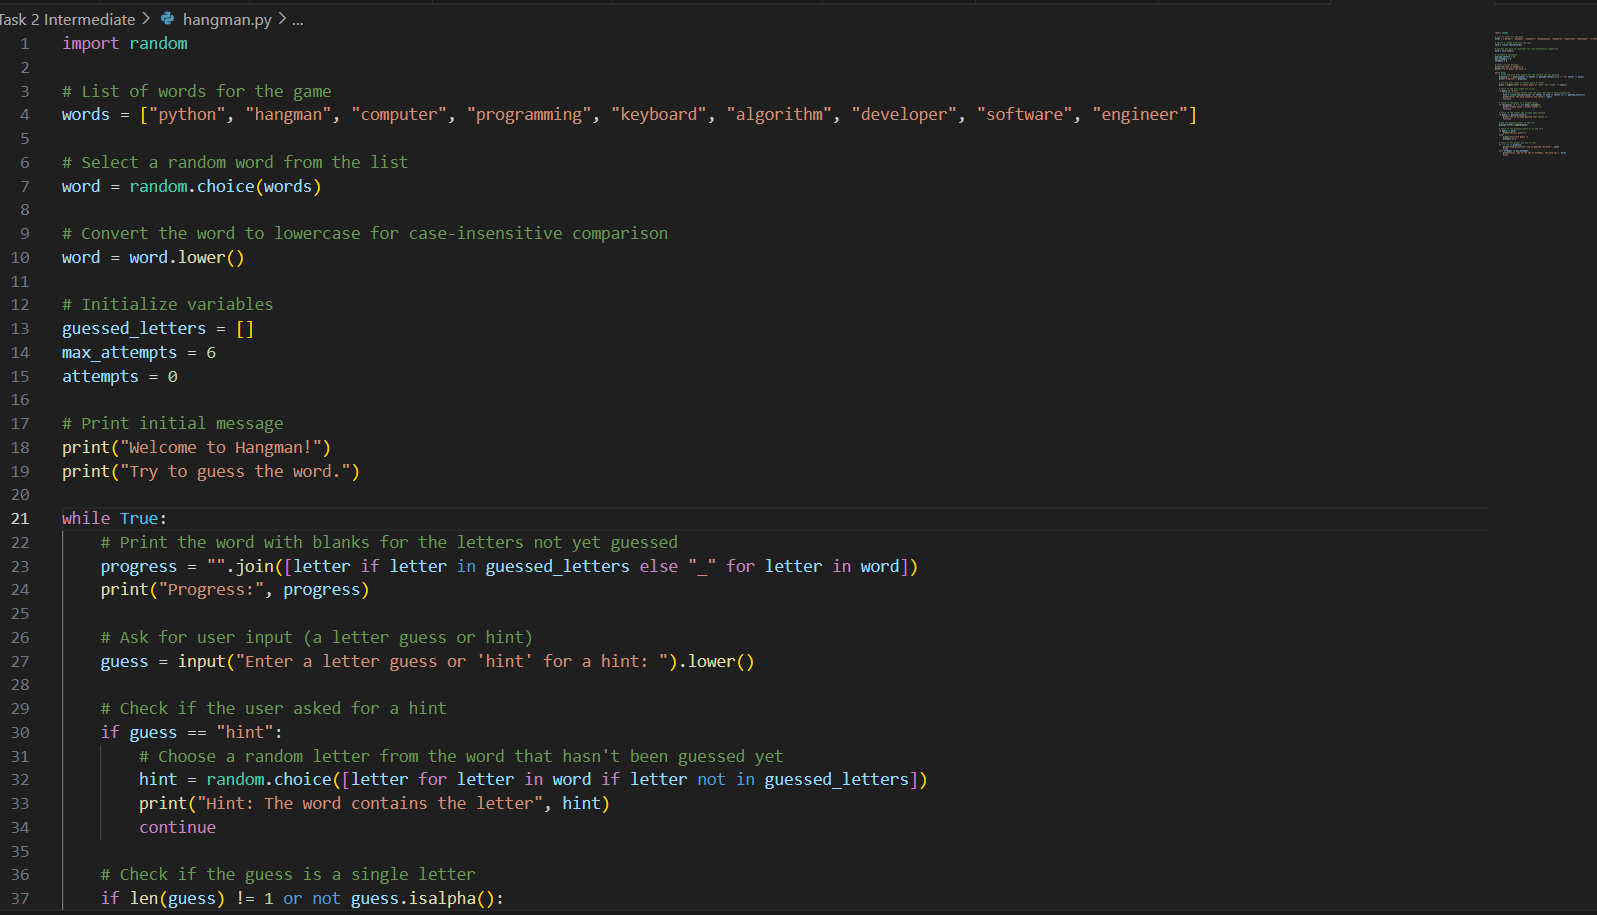 Task 2 Intermediate > hangman.py > ...
1 import random
2
3 # List of words for the game
4 words = ["python", "hangman", "computer", "programming", "keyboard", "algorithm", "developer", "software", "engineer"]
5
6 # Select a random word from the list
7 word = random.choice(words)
8
9 # Convert the word to lowercase for case-insensitive comparison
10 word = word.lower()
11
12 # Initialize variables
13 guessed_letters = []
14 max_attempts = 6
15 attempts = 0
16
17 # Print initial message
18 print("Welcome to Hangman!")
19 print("Try to guess the word.")
20
21 while True:
22     # Print the word with blanks for the letters not yet guessed
23     progress = "".join([letter if letter in guessed_letters else "_" for letter in word])
24     print("Progress:", progress)
25
26     # Ask for user input (a letter guess or hint)
27     guess = input("Enter a letter guess or 'hint' for a hint: ").lower()
28
29     # Check if the user asked for a hint
30     if guess == "hint":
31         # Choose a random letter from the word that hasn't been guessed yet
32         hint = random.choice([letter for letter in word if letter not in guessed_letters])
33         print("Hint: The word contains the letter", hint)
34         continue
35
36     # Check if the guess is a single letter
37     if len(guess) != 1 or not guess.isalpha():